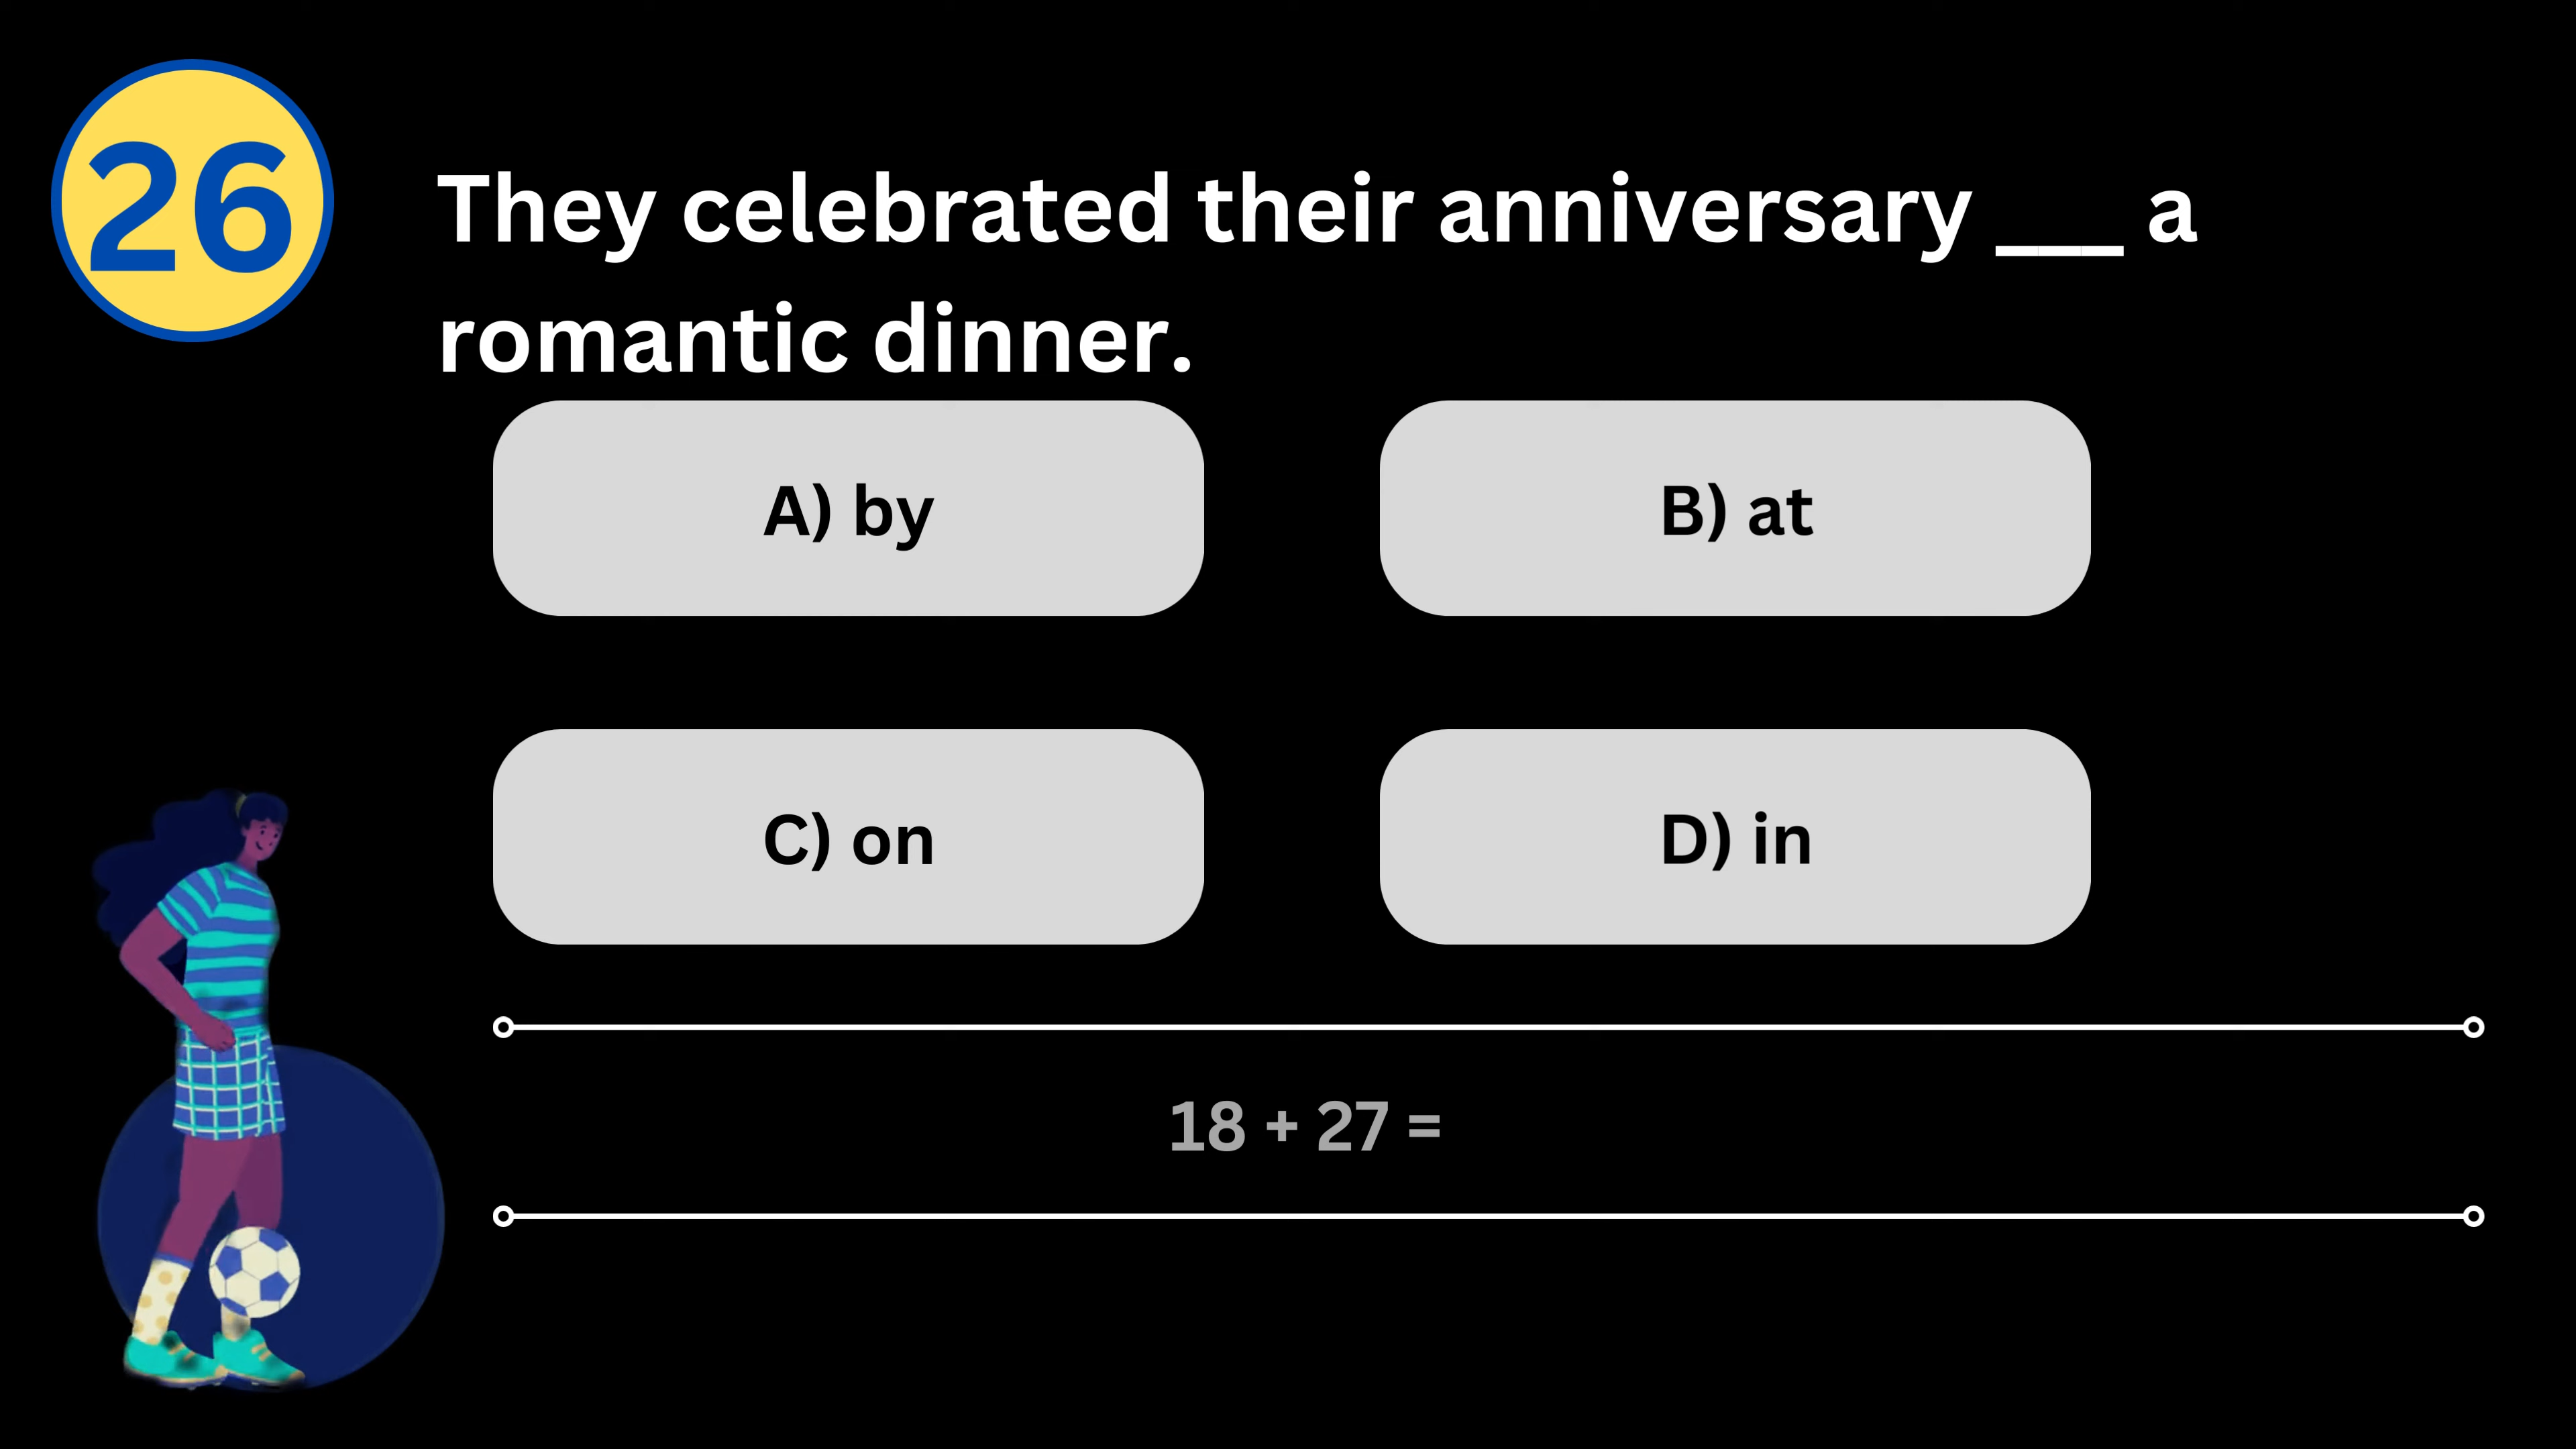 26
They celebrated their anniversary ___ a
romantic dinner.
A) by
B) at
C) on
D) in
18 + 27 =